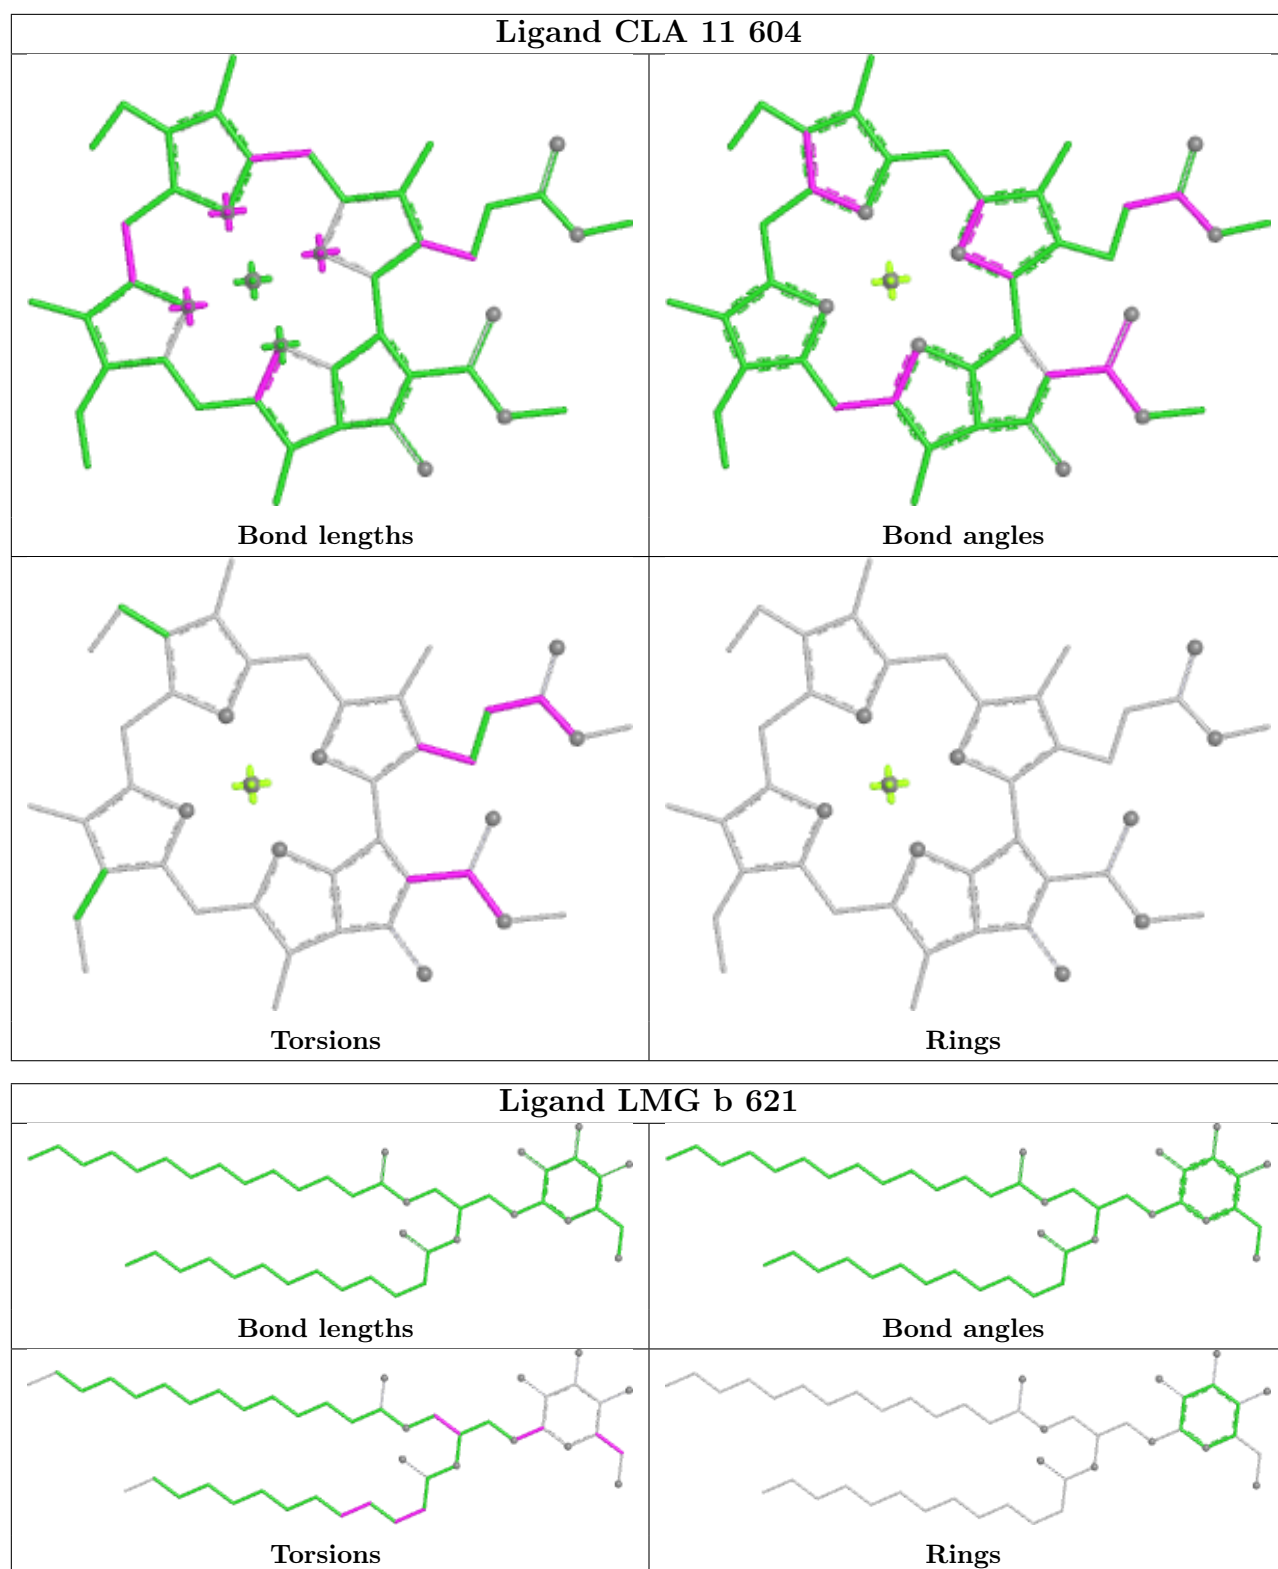 Ligand CLA 11 604
Bond lengths
Bond angles
Torsions
Rings
Ligand LMG b 621
Bond lengths
Bond angles
Torsions
Rings